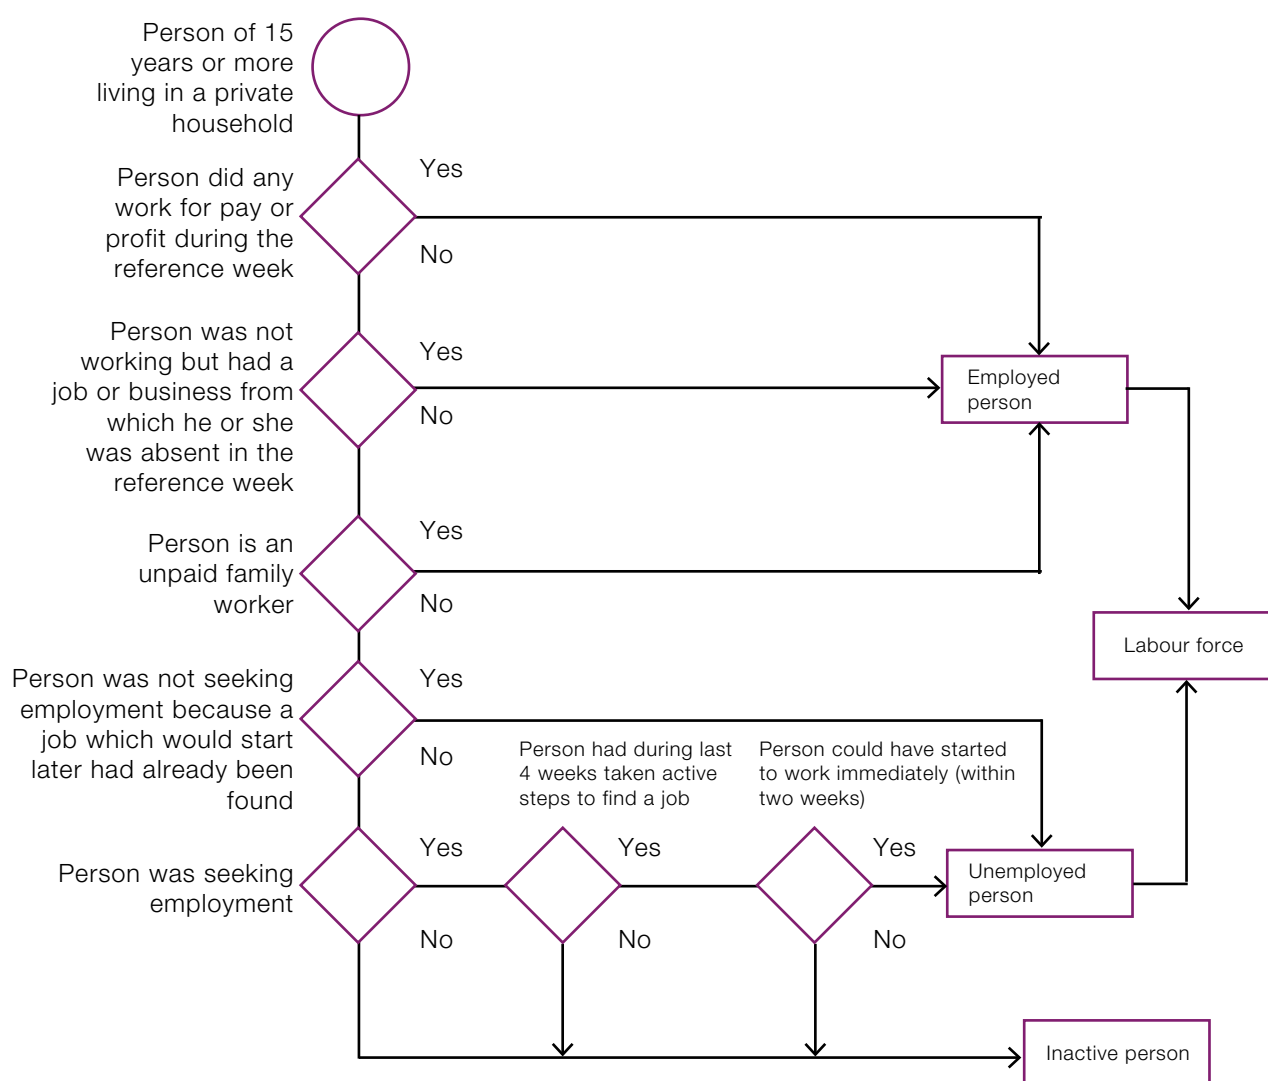 Person of 15
years or more
living in a private
household
Yes
Person did any
work for pay or
profit during the
reference week
No
Person was not
working but had a
job or business from
which he or she
was absent in the
reference week
Yes
No
Employed
person
Person is an
unpaid family
worker
Yes
No
Labour force
Person was not seeking
employment because a
job which would start
later had already been
found
Yes
No
Person had during last
4 weeks taken active
steps to find a job
Person could have started
to work immediately (within
two weeks)
Person was seeking
employment
Yes
No
Yes
No
Yes
No
Unemployed
person
Inactive person